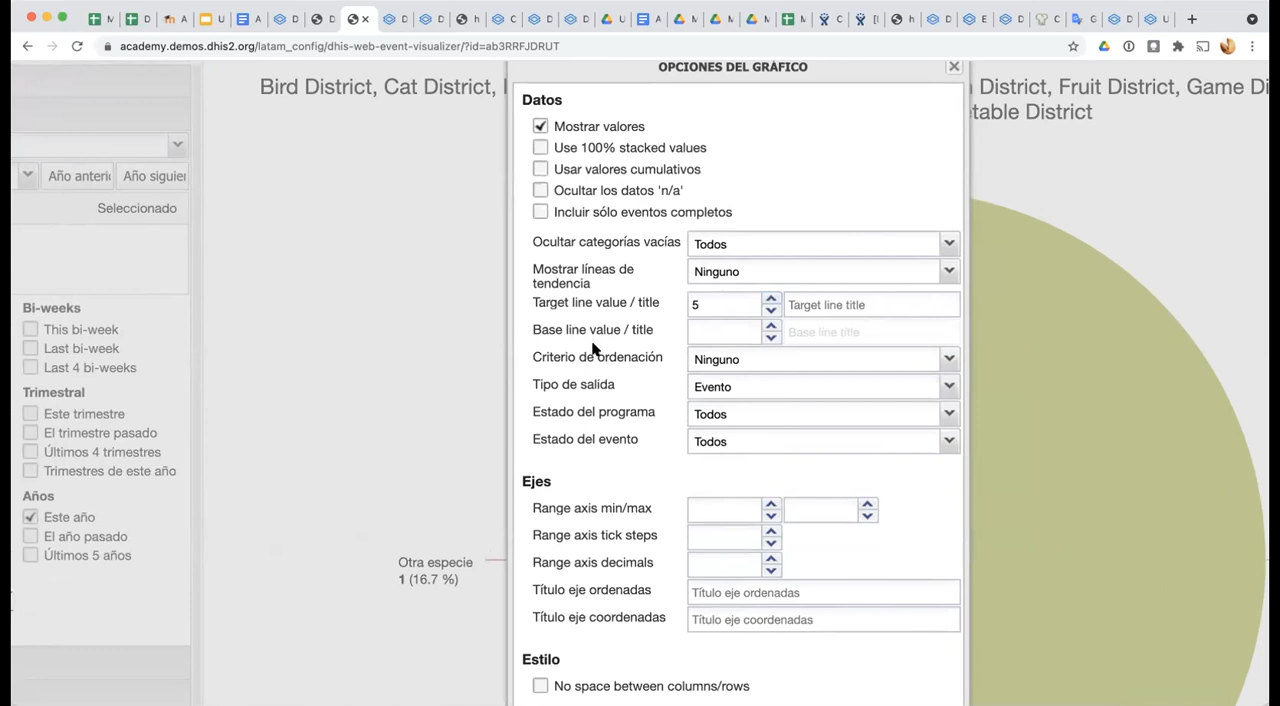 academy.demos.dhis2.org/latam_config/dhis-web-event-visualizer/?id=ab3RRFJDRUT
Bird District, Cat District,
District, Fruit District, Game Di
District
OPCIONES DEL GRÁFICO
Año anteri
Año siguier
Seleccionado
Bi-weeks
This bi-week
Last bi-week
Last 4 bi-weeks
Trimestral
Este trimestre
El trimestre pasado
Últimos 4 trimestres
Trimestres de este año
Años
Este año
El año pasado
Últimos 5 años
Otra especie
1 (16.7 %)
Datos
Mostrar valores
Use 100% stacked values
Usar valores cumulativos
Ocultar los datos 'n/a'
Incluir sólo eventos completos
Ocultar categorías vacías Todos
Mostrar líneas de
tendencia
Ninguno
Target line value / title 5 Target line title
Base line value / title Base line title
Criterio de ordenación Ninguno
Tipo de salida Evento
Estado del programa Todos
Estado del evento Todos
Ejes
Range axis min/max
Range axis tick steps
Range axis decimals
Título eje ordenadas Título eje ordenadas
Título eje coordenadas Título eje coordenadas
Estilo
No space between columns/rows